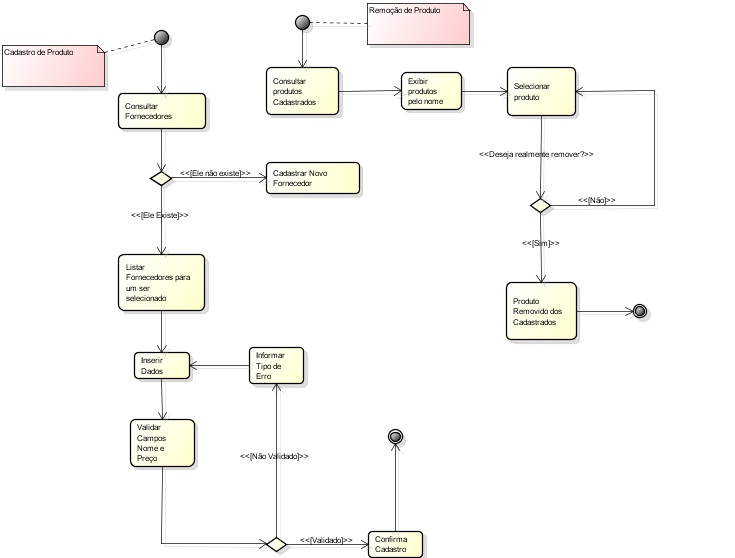 Cadastro de Produto
Consultar
Fornecedores
<<[Ele não existe]>>
Cadastrar Novo
Fornecedor
<<[Ele Existe]>>
Listar
Fornecedores para
um ser
selecionado
Inserir
Dados
Informar
Tipo de
Erro
Validar
Campos
Nome e
Preço
<<[Não Validado]>>
<<[Validado]>>
Confirma
Cadastro
Remoção de Produto
Consultar
produtos
Cadastrados
Exibir
produtos
pelo nome
Selecionar
produto
<<Deseja realmente remover?>>
<<[Não]>>
<<[Sim]>>
Produto
Removido dos
Cadastrados